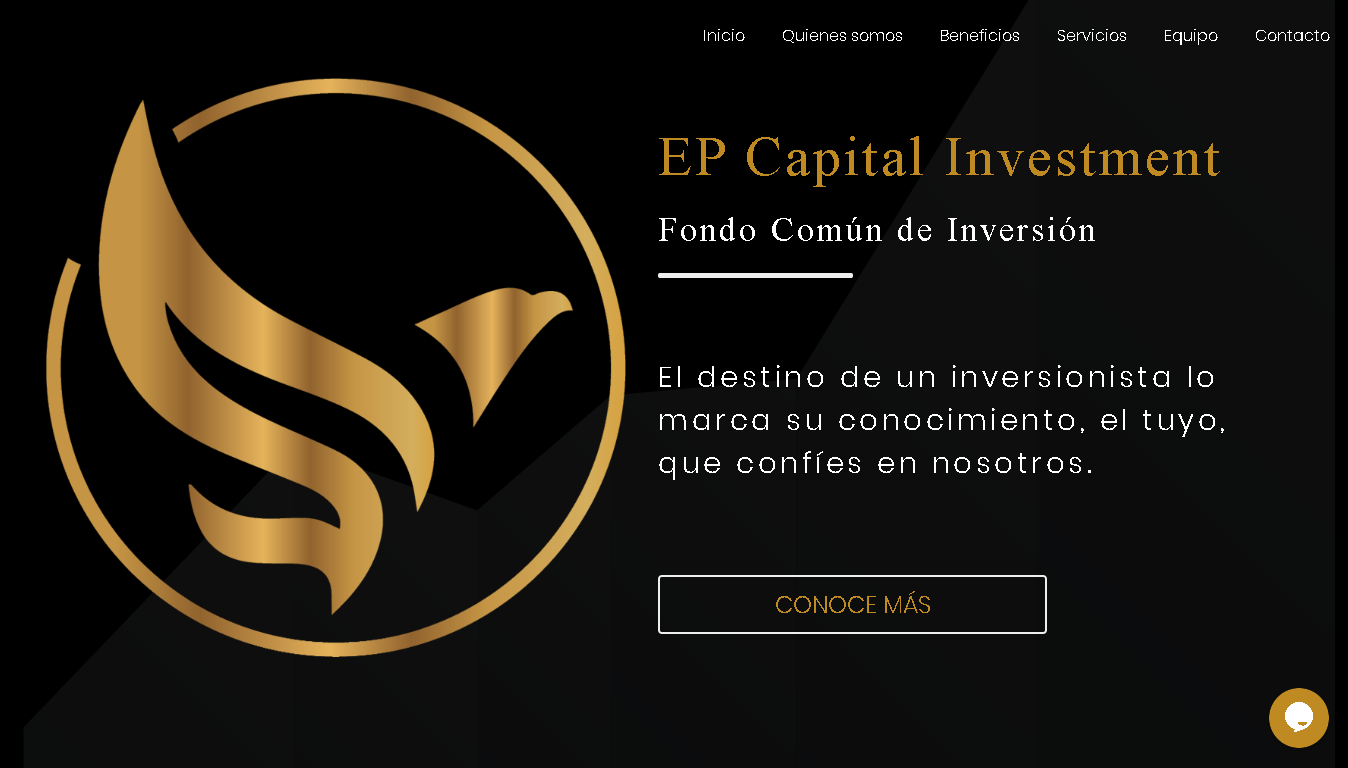 Inicio Quienes somos Beneficios Servicios Equipo Contacto
EP Capital Investment
Fondo Común de Inversión
El destino de un inversionista lo
marca su conocimiento, el tuyo,
que confíes en nosotros.
CONOCE MÁS